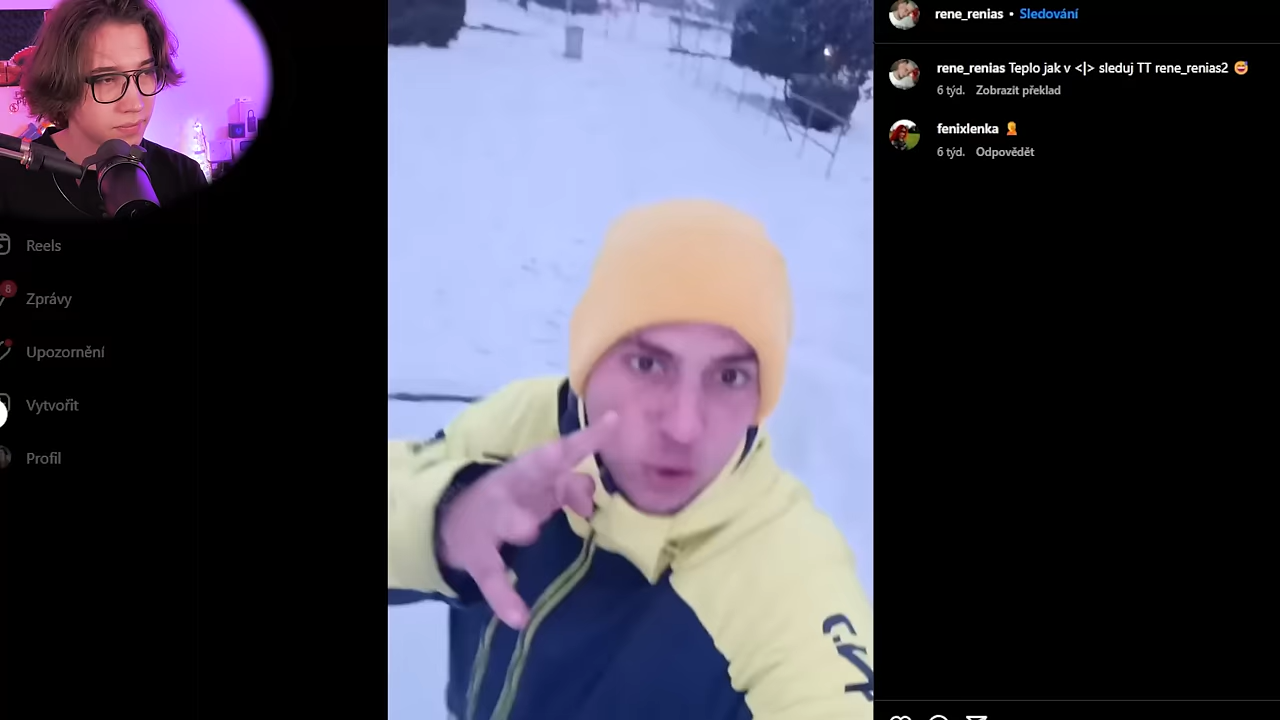 rene_renias • Sledování
rene_renias Teplo jak v <|> sleduj TT rene_renias2 😅
6 týd. Zobrazit překlad
fenixlenka 🤦
6 týd. Odpovědět
Reels
8
Zprávy
Upozornění
Vytvořit
Profil